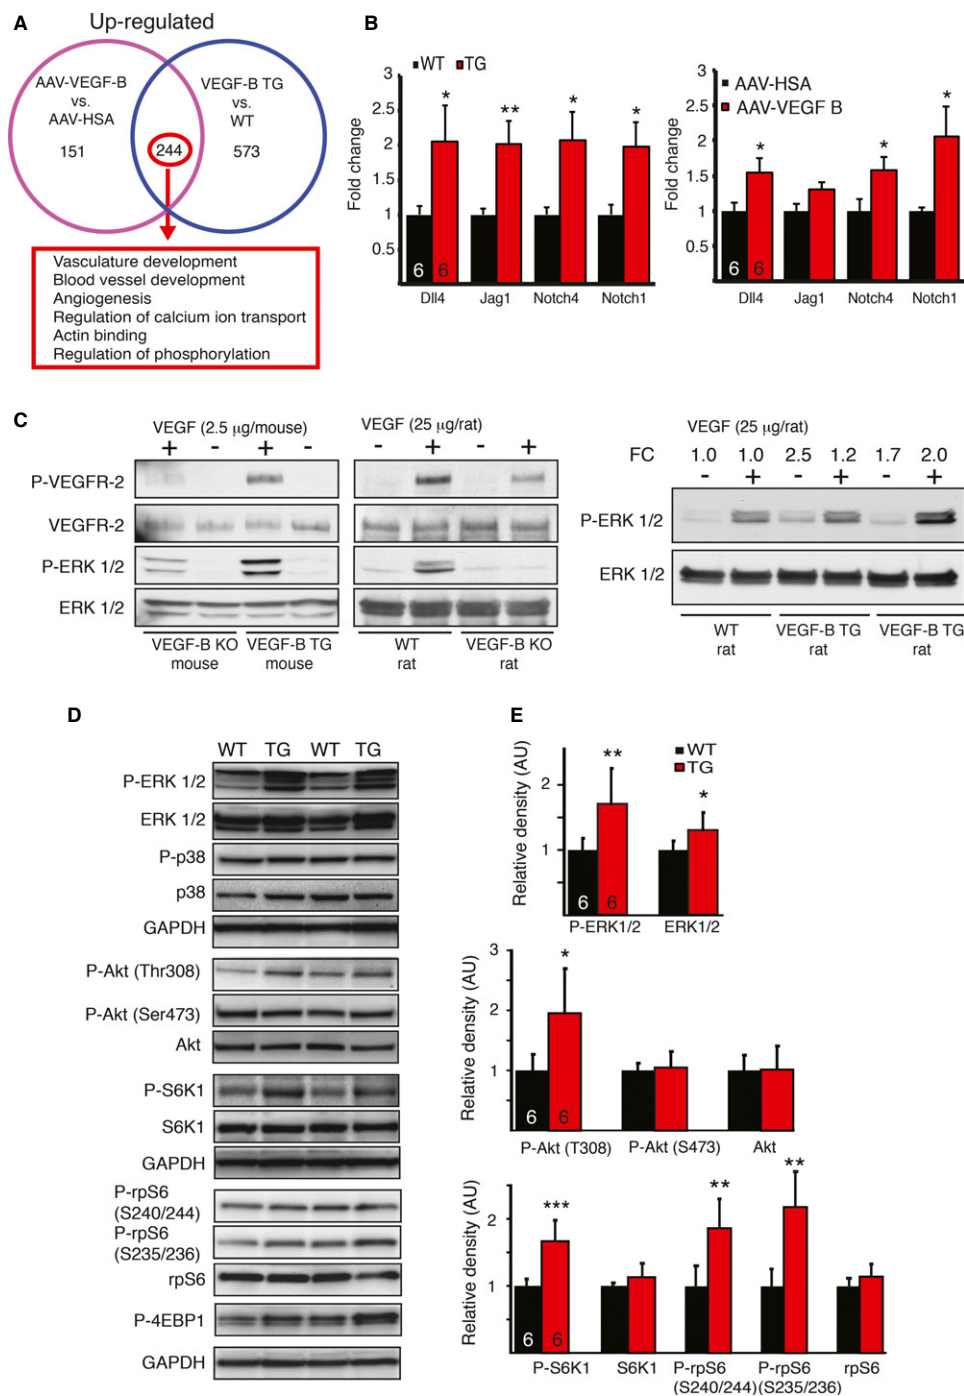 A
Up-regulated
AAV-VEGF-B
vs.
AAV-HSA
VEGF-B TG
vs.
WT
151
244
573
Vasculature development
Blood vessel development
Angiogenesis
Regulation of calcium ion transport
Actin binding
Regulation of phosphorylation
B
WT TG
Fold change
3
2.5
2
1.5
1
0.5
* ** * *
6 6
Dll4 Jag1 Notch4 Notch1
AAV-HSA
AAV-VEGF B
Fold change
3
2.5
2
1.5
1
0.5
* * *
6 6
Dll4 Jag1 Notch4 Notch1
C
VEGF (2.5 µg/mouse)
+ - + -
P-VEGFR-2
VEGFR-2
P-ERK 1/2
ERK 1/2
VEGF-B KO VEGF-B TG
mouse mouse
VEGF (25 µg/rat)
- + - +
WT VEGF-B KO
rat rat
VEGF (25 µg/rat)
FC 1.0 1.0 2.5 1.2 1.7 2.0
- + - + - +
P-ERK 1/2
ERK 1/2
WT VEGF-B TG VEGF-B TG
rat rat rat
D
WT TG WT TG
P-ERK 1/2
ERK 1/2
P-p38
p38
GAPDH
P-Akt (Thr308)
P-Akt (Ser473)
Akt
P-S6K1
S6K1
GAPDH
P-rpS6
(S240/244)
P-rpS6
(S235/236)
rpS6
P-4EBP1
GAPDH
E
WT
TG
Relative density (AU)
2
1
** *
6 6
P-ERK1/2 ERK1/2
Relative density (AU)
3
2
1
*
6 6
P-Akt (T308) P-Akt (S473) Akt
Relative density (AU)
2
1
*** ** **
6 6
P-S6K1 S6K1 P-rpS6 P-rpS6 rpS6
(S240/244) (S235/236)